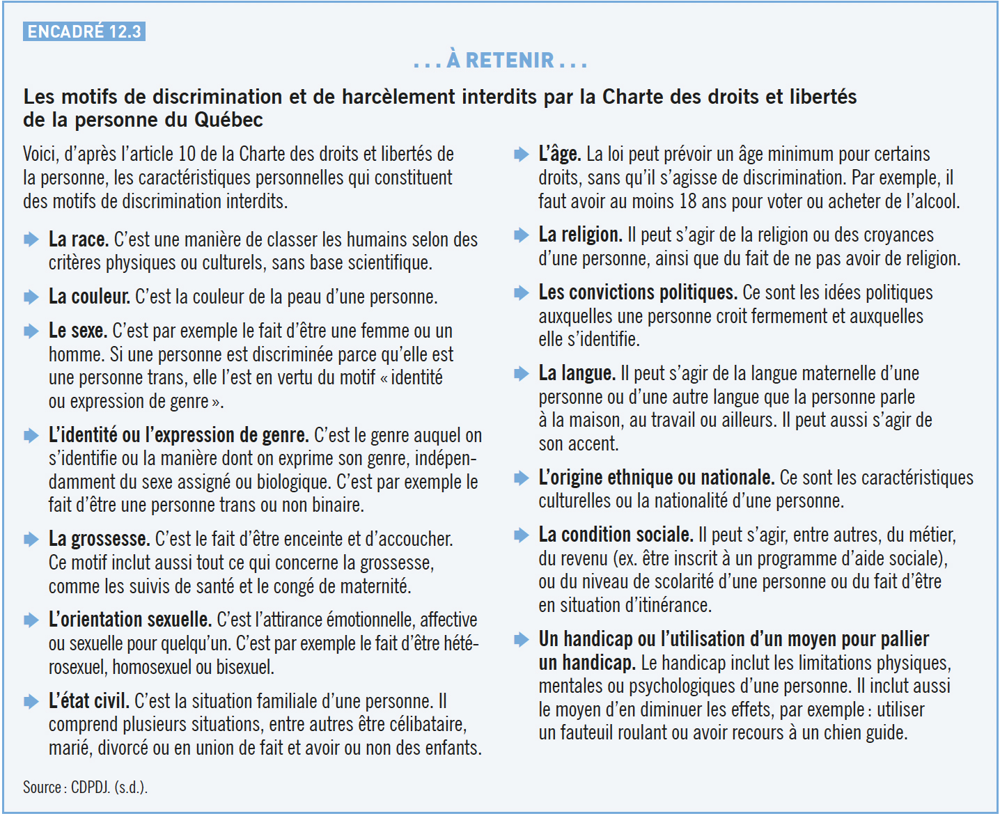 ENCADRÉ 12.3
. . . À RETENIR . . .
Les motifs de discrimination et de harcèlement interdits par la Charte des droits et libertés
de la personne du Québec
Voici, d’après l’article 10 de la Charte des droits et libertés de
la personne, les caractéristiques personnelles qui constituent
des motifs de discrimination interdits.
La race. C’est une manière de classer les humains selon des
critères physiques ou culturels, sans base scientifique.
La couleur. C’est la couleur de la peau d’une personne.
Le sexe. C’est par exemple le fait d’être une femme ou un
homme. Si une personne est discriminée parce qu’elle est
une personne trans, elle l’est en vertu du motif « identité
ou expression de genre ».
L’identité ou l’expression de genre. C’est le genre auquel on
s’identifie ou la manière dont on exprime son genre, indépen-
damment du sexe assigné ou biologique. C’est par exemple le
fait d’être une personne trans ou non binaire.
La grossesse. C’est le fait d’être enceinte et d’accoucher.
Ce motif inclut aussi tout ce qui concerne la grossesse,
comme les suivis de santé et le congé de maternité.
L’orientation sexuelle. C’est l’attirance émotionnelle, affective
ou sexuelle pour quelqu’un. C’est par exemple le fait d’être hété-
rosexuel, homosexuel ou bisexuel.
L’état civil. C’est la situation familiale d’une personne. Il
comprend plusieurs situations, entre autres être célibataire,
marié, divorcé ou en union de fait et avoir ou non des enfants.
L’âge. La loi peut prévoir un âge minimum pour certains
droits, sans qu’il s’agisse de discrimination. Par exemple, il
faut avoir au moins 18 ans pour voter ou acheter de l’alcool.
La religion. Il peut s’agir de la religion ou des croyances
d’une personne, ainsi que du fait de ne pas avoir de religion.
Les convictions politiques. Ce sont les idées politiques
auxquelles une personne croit fermement et auxquelles
elle s’identifie.
La langue. Il peut s’agir de la langue maternelle d’une
personne ou d’une autre langue que la personne parle
à la maison, au travail ou ailleurs. Il peut aussi s’agir de
son accent.
L’origine ethnique ou nationale. Ce sont les caractéristiques
culturelles ou la nationalité d’une personne.
La condition sociale. Il peut s’agir, entre autres, du métier,
du revenu (ex. être inscrit à un programme d’aide sociale),
ou du niveau de scolarité d’une personne ou du fait d’être
en situation d’itinérance.
Un handicap ou l’utilisation d’un moyen pour pallier
un handicap. Le handicap inclut les limitations physiques,
mentales ou psychologiques d’une personne. Il inclut aussi
le moyen d’en diminuer les effets, par exemple : utiliser
un fauteuil roulant ou avoir recours à un chien guide.
Source : CDPDJ. (s.d.).